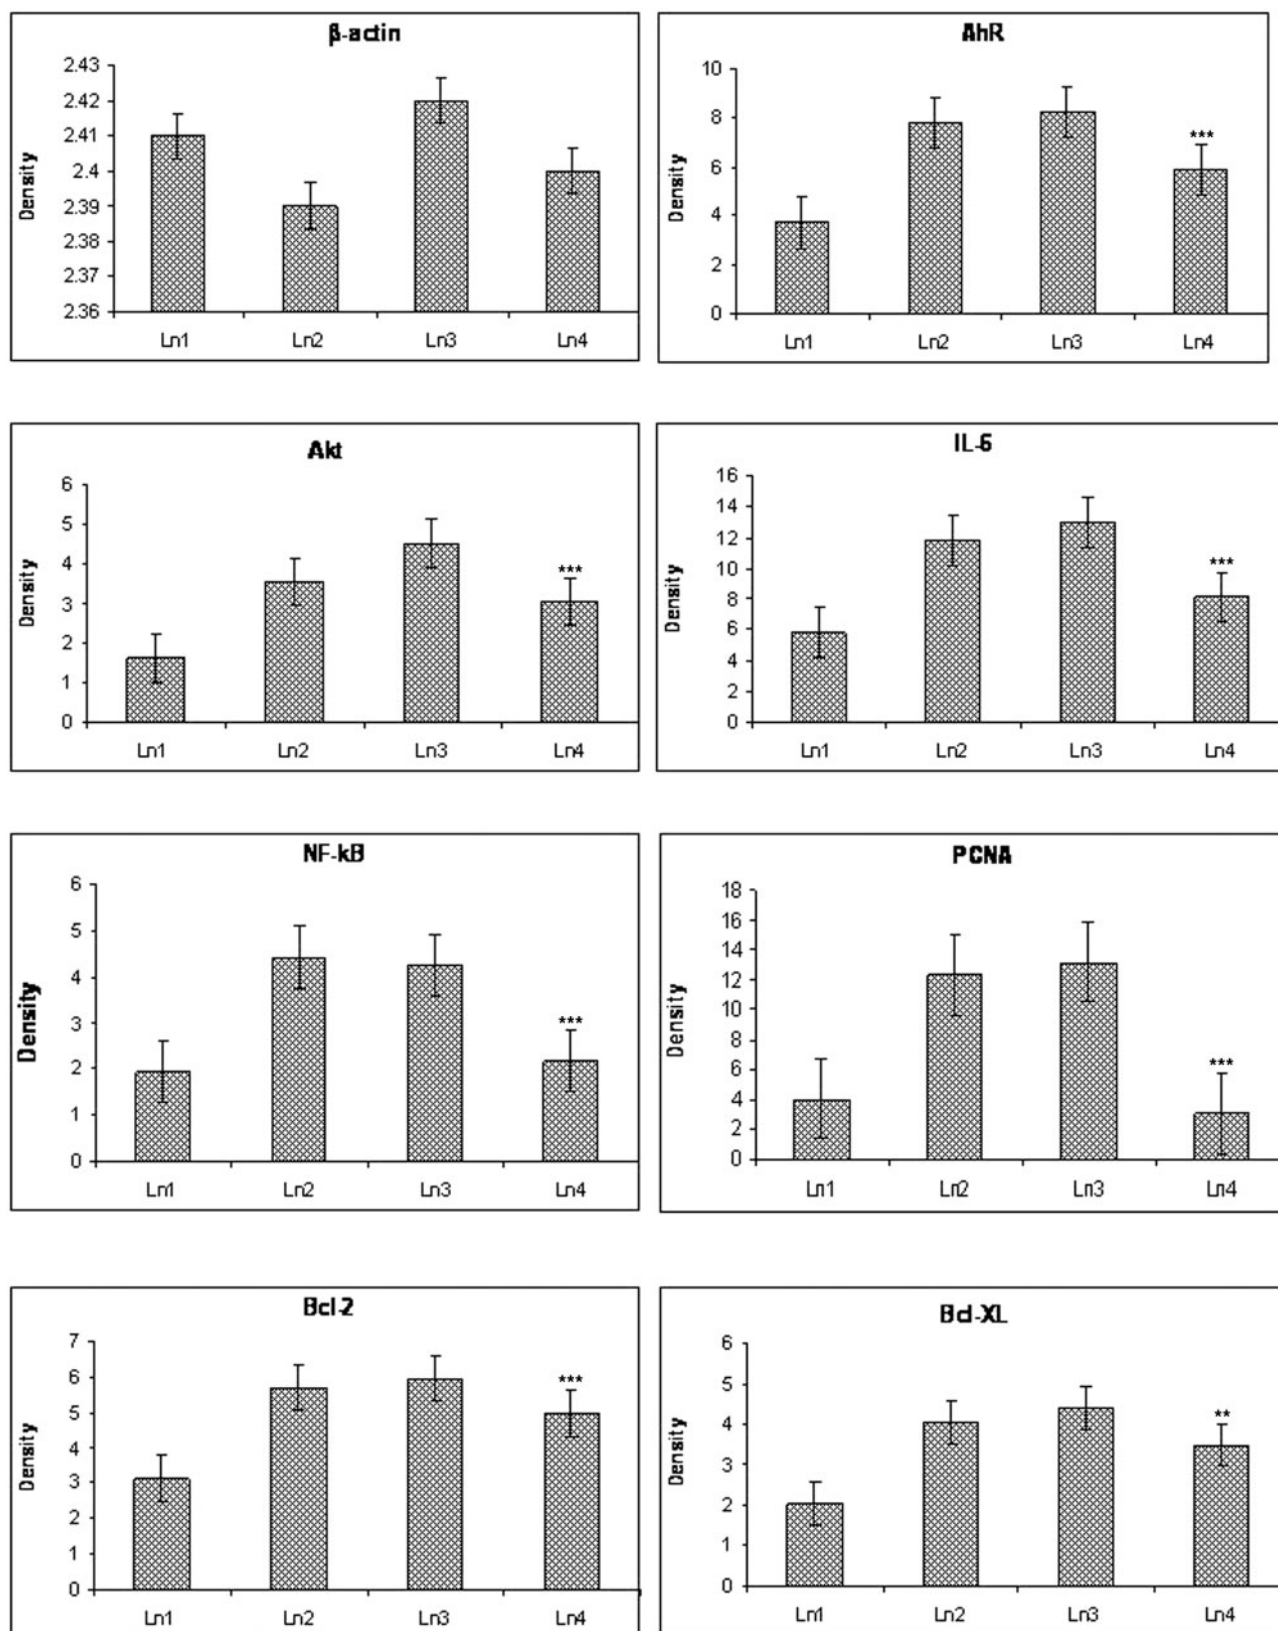 β-actin
2.43
2.42
2.41
2.4
2.39
2.38
2.37
2.36
Density
Ln1 Ln2 Ln3 Ln4
AhR
10
8
6
4
2
0
Density
***
Ln1 Ln2 Ln3 Ln4
Akt
6
5
4
3
2
1
0
Density
***
Ln1 Ln2 Ln3 Ln4
IL-6
16
14
12
10
8
6
4
2
0
Density
***
Ln1 Ln2 Ln3 Ln4
NF-kB
6
5
4
3
2
1
0
Density
***
Ln1 Ln2 Ln3 Ln4
PCNA
18
16
14
12
10
8
6
4
2
0
Density
***
Ln1 Ln2 Ln3 Ln4
Bcl-2
7
6
5
4
3
2
1
0
Density
***
Ln1 Ln2 Ln3 Ln4
Bcl-XL
6
5
4
3
2
1
0
Density
**
Ln1 Ln2 Ln3 Ln4